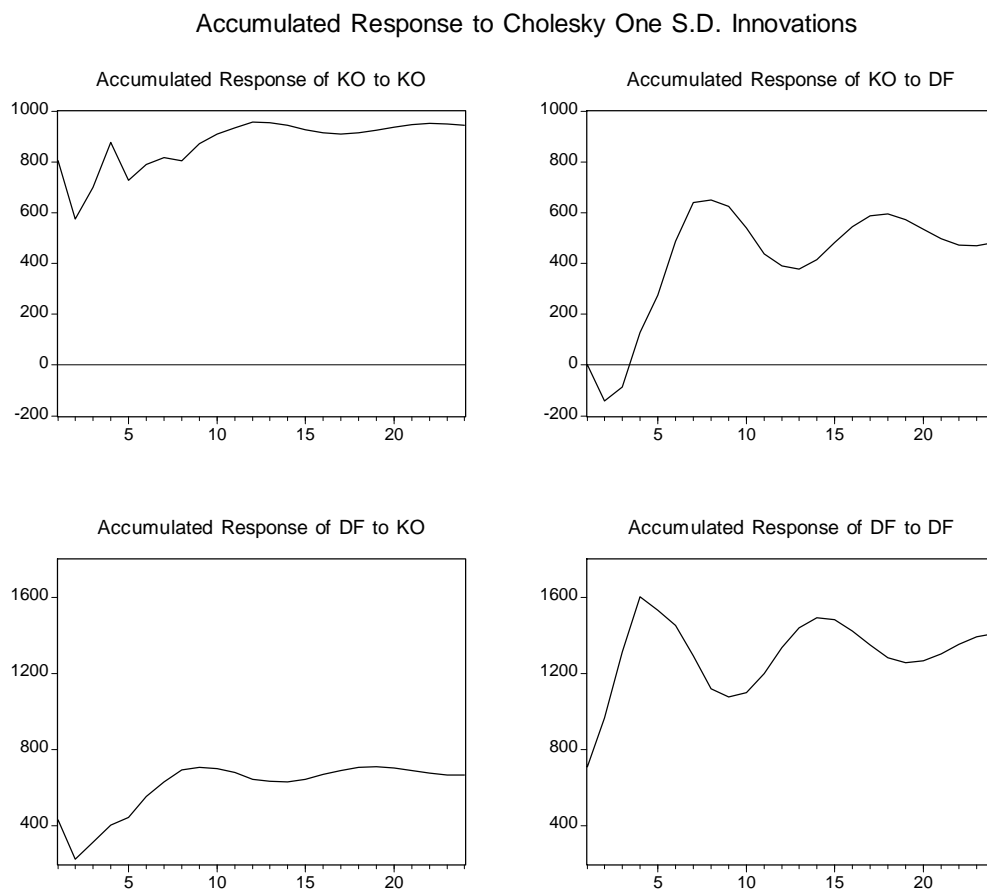 Accumulated Response to Cholesky One S.D. Innovations
Accumulated Response of KO to KO
1000
800
600
400
200
0
-200
5 10 15 20
Accumulated Response of KO to DF
1000
800
600
400
200
0
-200
5 10 15 20
Accumulated Response of DF to KO
1600
1200
800
400
5 10 15 20
Accumulated Response of DF to DF
1600
1200
800
400
5 10 15 20